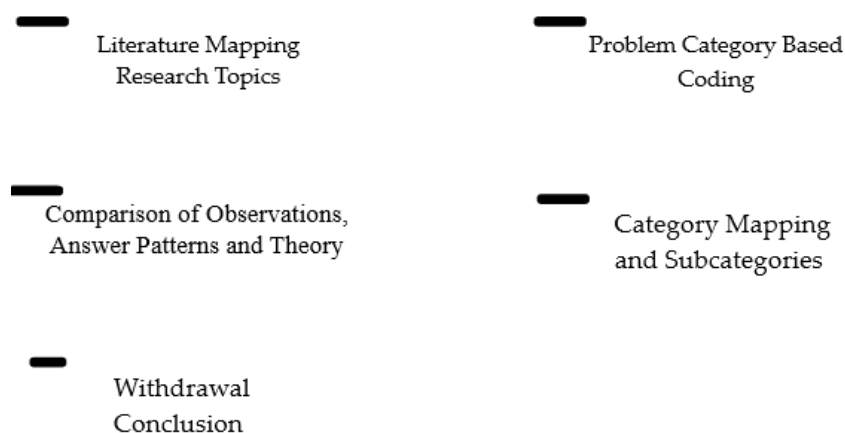 Literature Mapping
Research Topics
Problem Category Based
Coding
Comparison of Observations,
Answer Patterns and Theory
Category Mapping
and Subcategories
Withdrawal
Conclusion